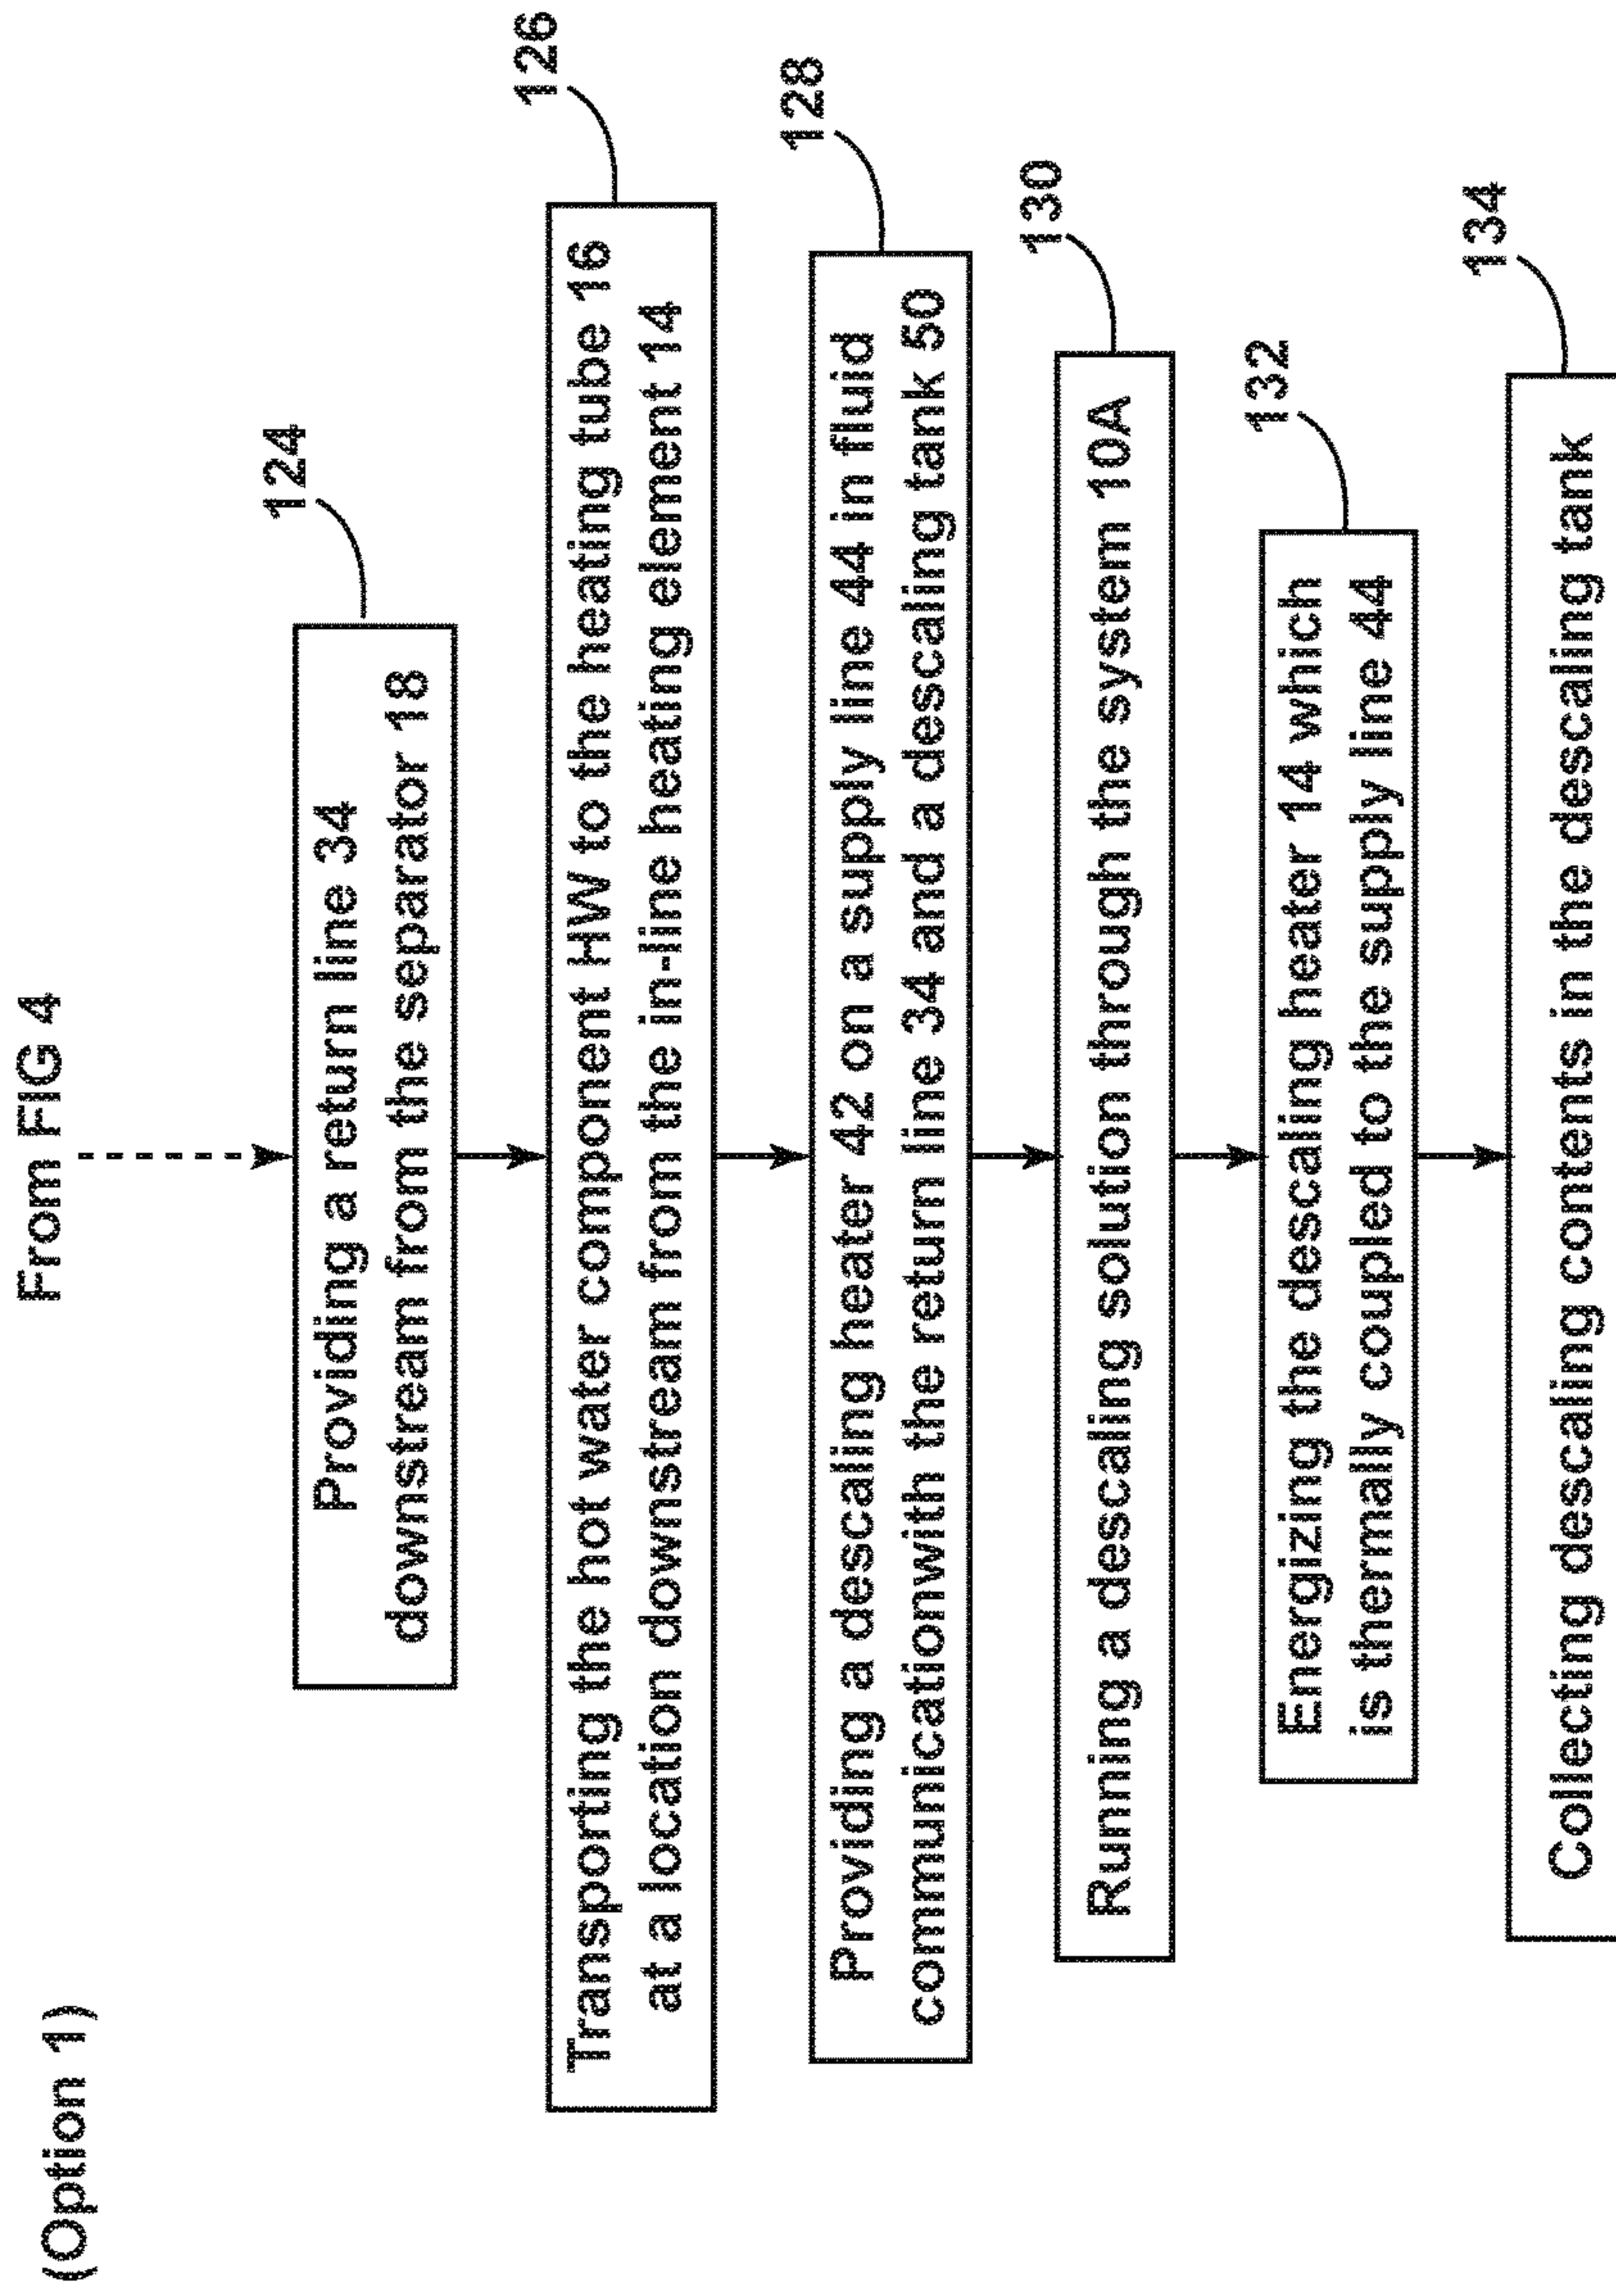 (Option 1)
From FIG 4
124
Providing a return line 34
downstream from the separator 18
126
Transporting the hot water component HW to the heating tube 16
at a location downstream from the in-line heating element 14
128
Providing a descaling heater 42 on a supply line 44 in fluid
communicationwith the return line 34 and a descaling tank 50
130
Running a descaling solution through the system 10A
132
Energizing the descaling heater 14 which
is thermally coupled to the supply line 44
134
Collecting descaling contents in the descaling tank